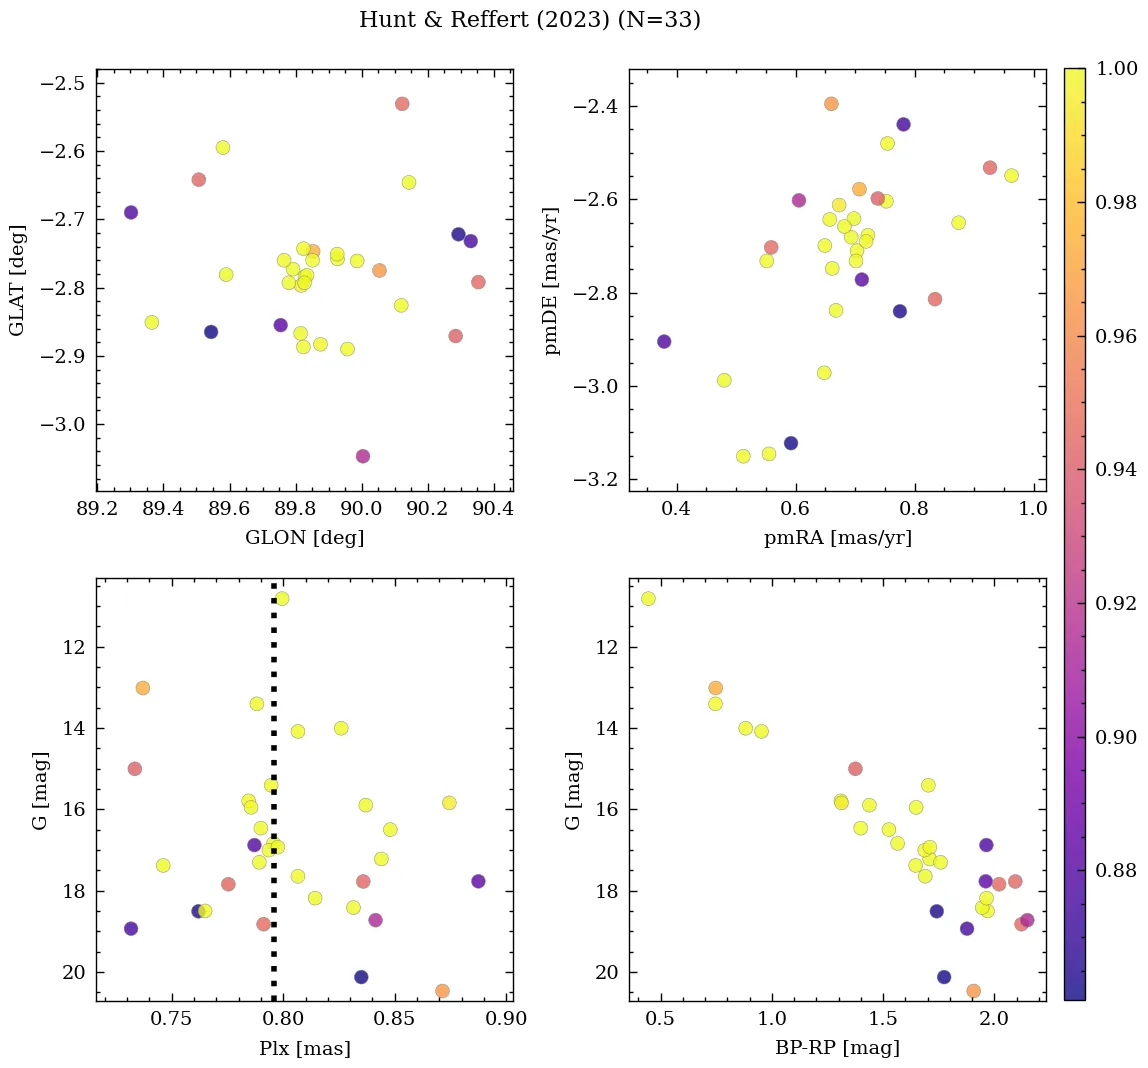 Hunt & Reffert (2023) (N=33)
−2.5
−2.6
−2.7
−2.8
−2.9
−3.0
GLAT [deg]
89.2 89.4 89.6 89.8 90.0 90.2 90.4
GLON [deg]
−2.4
−2.6
−2.8
−3.0
−3.2
pmDE [mas/yr]
0.4 0.6 0.8 1.0
pmRA [mas/yr]
12
14
16
18
20
G [mag]
0.75 0.80 0.85 0.90
Plx [mas]
12
14
16
18
20
G [mag]
0.5 1.0 1.5 2.0
BP-RP [mag]
1.00
0.98
0.96
0.94
0.92
0.90
0.88